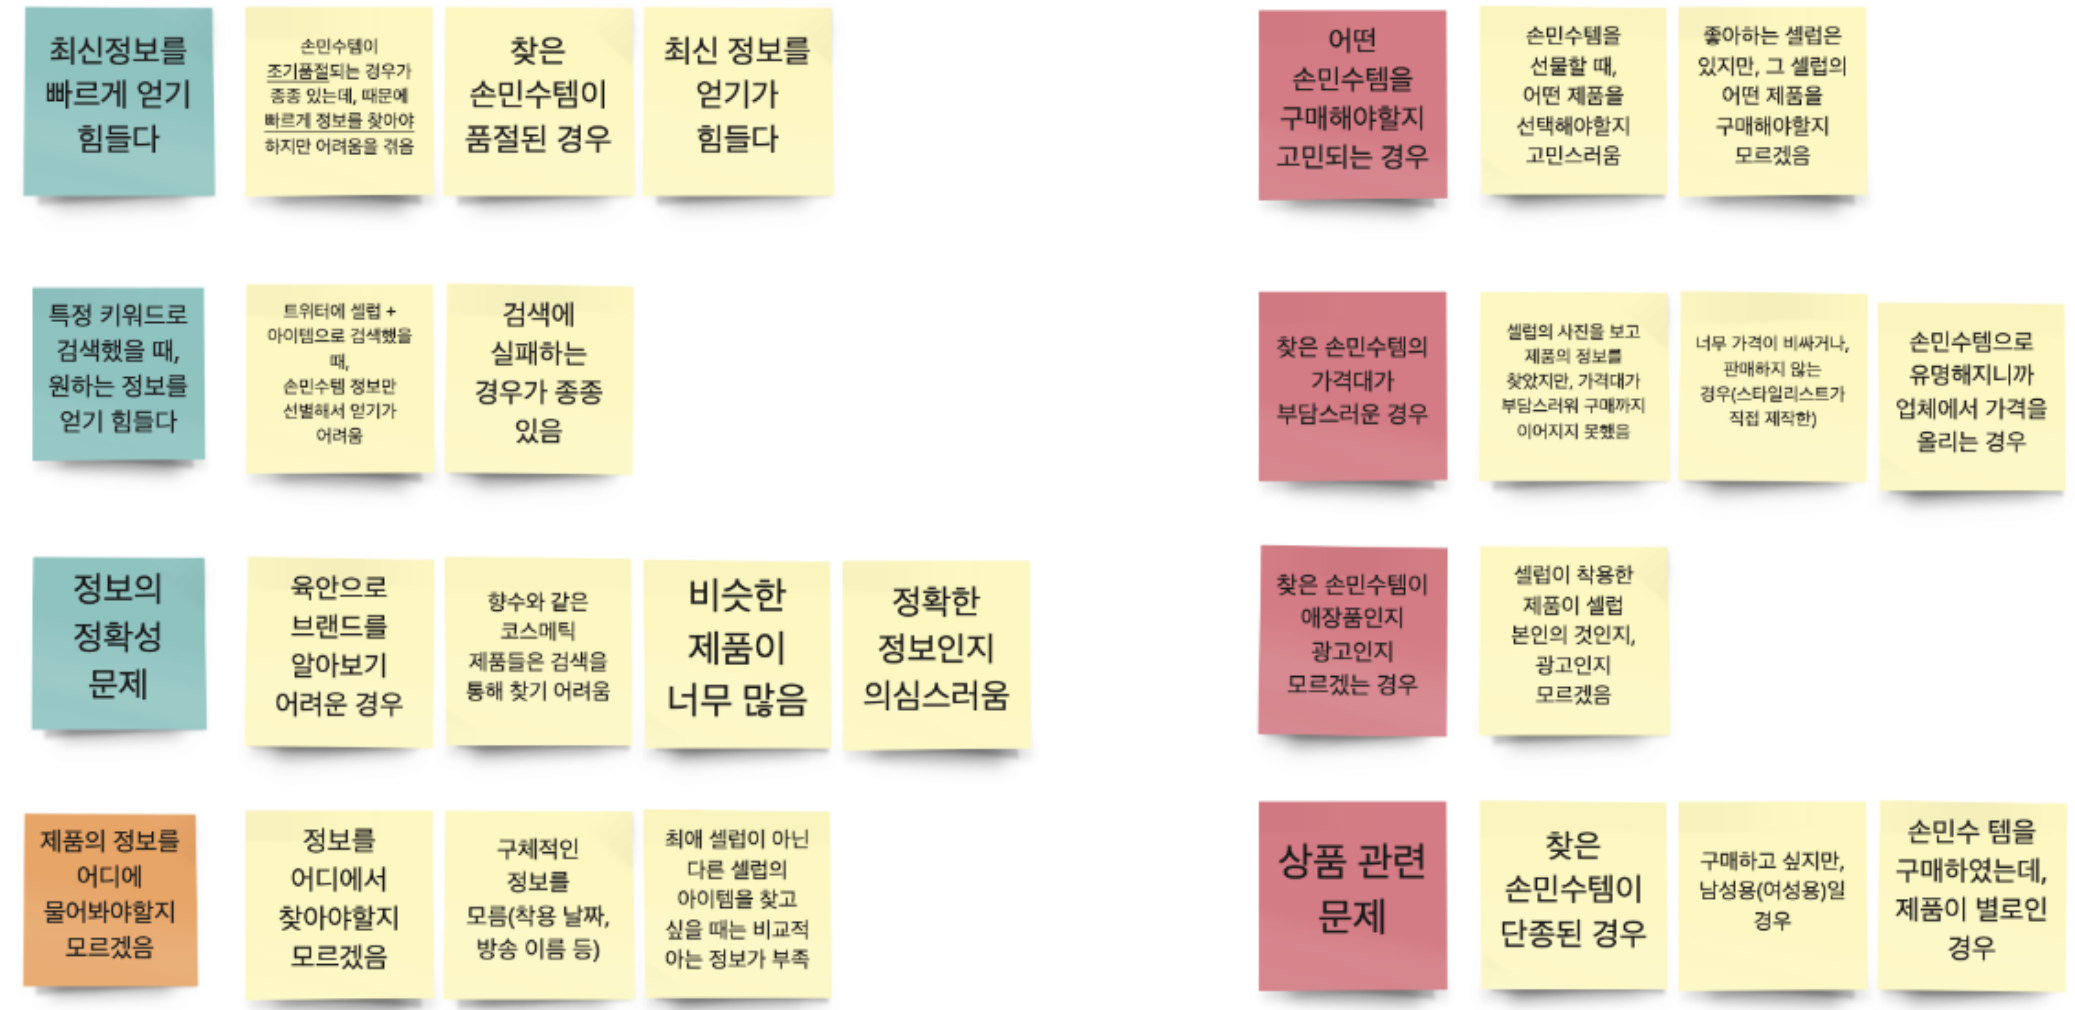 최신정보를
빠르게 얻기
힘들다
손민수템이
조기품절되는 경우가
종종 있는데, 때문에
빠르게 정보를 찾아야
하지만 어려움을 겪음
찾은
손민수템이
품절된 경우
최신 정보를
얻기가
힘들다
특정 키워드로
검색했을 때,
원하는 정보를
얻기 힘들다
트위터에 셀럽 +
아이템으로 검색했을
때,
손민수템 정보만
선별해서 얻기가
어려움
검색에
실패하는
경우가 종종
있음
정보의
정확성
문제
육안으로
브랜드를
알아보기
어려운 경우
향수와 같은
코스메틱
제품들은 검색을
통해 찾기 어려움
비슷한
제품이
너무 많음
정확한
정보인지
의심스러움
제품의 정보를
어디에
물어봐야할지
모르겠음
정보를
어디에서
찾아야할지
모르겠음
구체적인
정보를
모름(착용 날짜,
방송 이름 등)
최애 셀럽이 아닌
다른 셀럽의
아이템을 찾고
싶을 때는 비교적
아는 정보가 부족
어떤
손민수템을
구매해야할지
고민되는 경우
손민수템을
선물할 때,
어떤 제품을
선택해야할지
고민스러움
좋아하는 셀럽은
있지만, 그 셀럽의
어떤 제품을
구매해야할지
모르겠음
찾은 손민수템의
가격대가
부담스러운 경우
셀럽의 사진을 보고
제품의 정보를
찾았지만, 가격대가
부담스러워 구매까지
이어지지 못했음
너무 가격이 비싸거나,
판매하지 않는
경우(스타일리스트가
직접 제작한)
손민수템으로
유명해지니까
업체에서 가격을
올리는 경우
찾은 손민수템이
애장품인지
광고인지
모르겠는 경우
셀럽이 착용한
제품이 셀럽
본인의 것인지,
광고인지
모르겠음
상품 관련
문제
찾은
손민수템이
단종된 경우
구매하고 싶지만,
남성용(여성용)일
경우
손민수 템을
구매하였는데,
제품이 별로인
경우